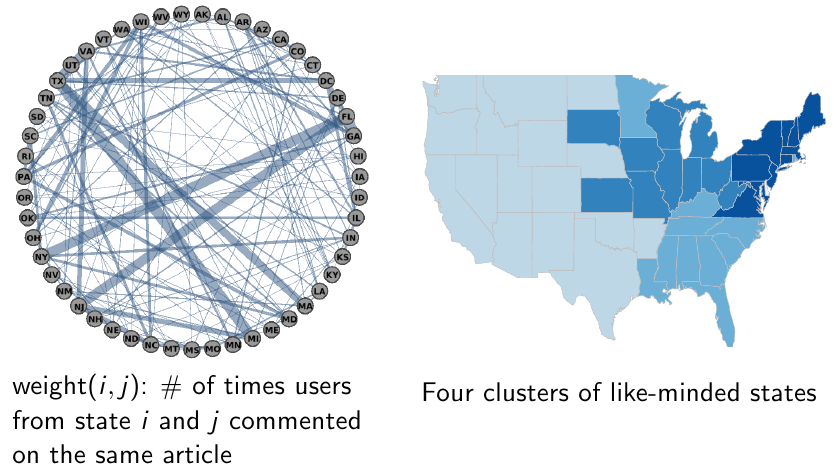 WI
WV
WY
AK
AL
AR
AZ
CA
CO
CT
DC
DE
FL
GA
HI
IA
ID
IL
IN
KS
KY
LA
MA
MD
ME
MI
MN
MO
MS
MT
NC
ND
NE
NH
NJ
NM
NV
NY
OH
OK
OR
PA
RI
SC
SD
TN
TX
UT
VA
VT
WA
weight(i, j): # of times users
from state i and j commented
on the same article
Four clusters of like-minded states